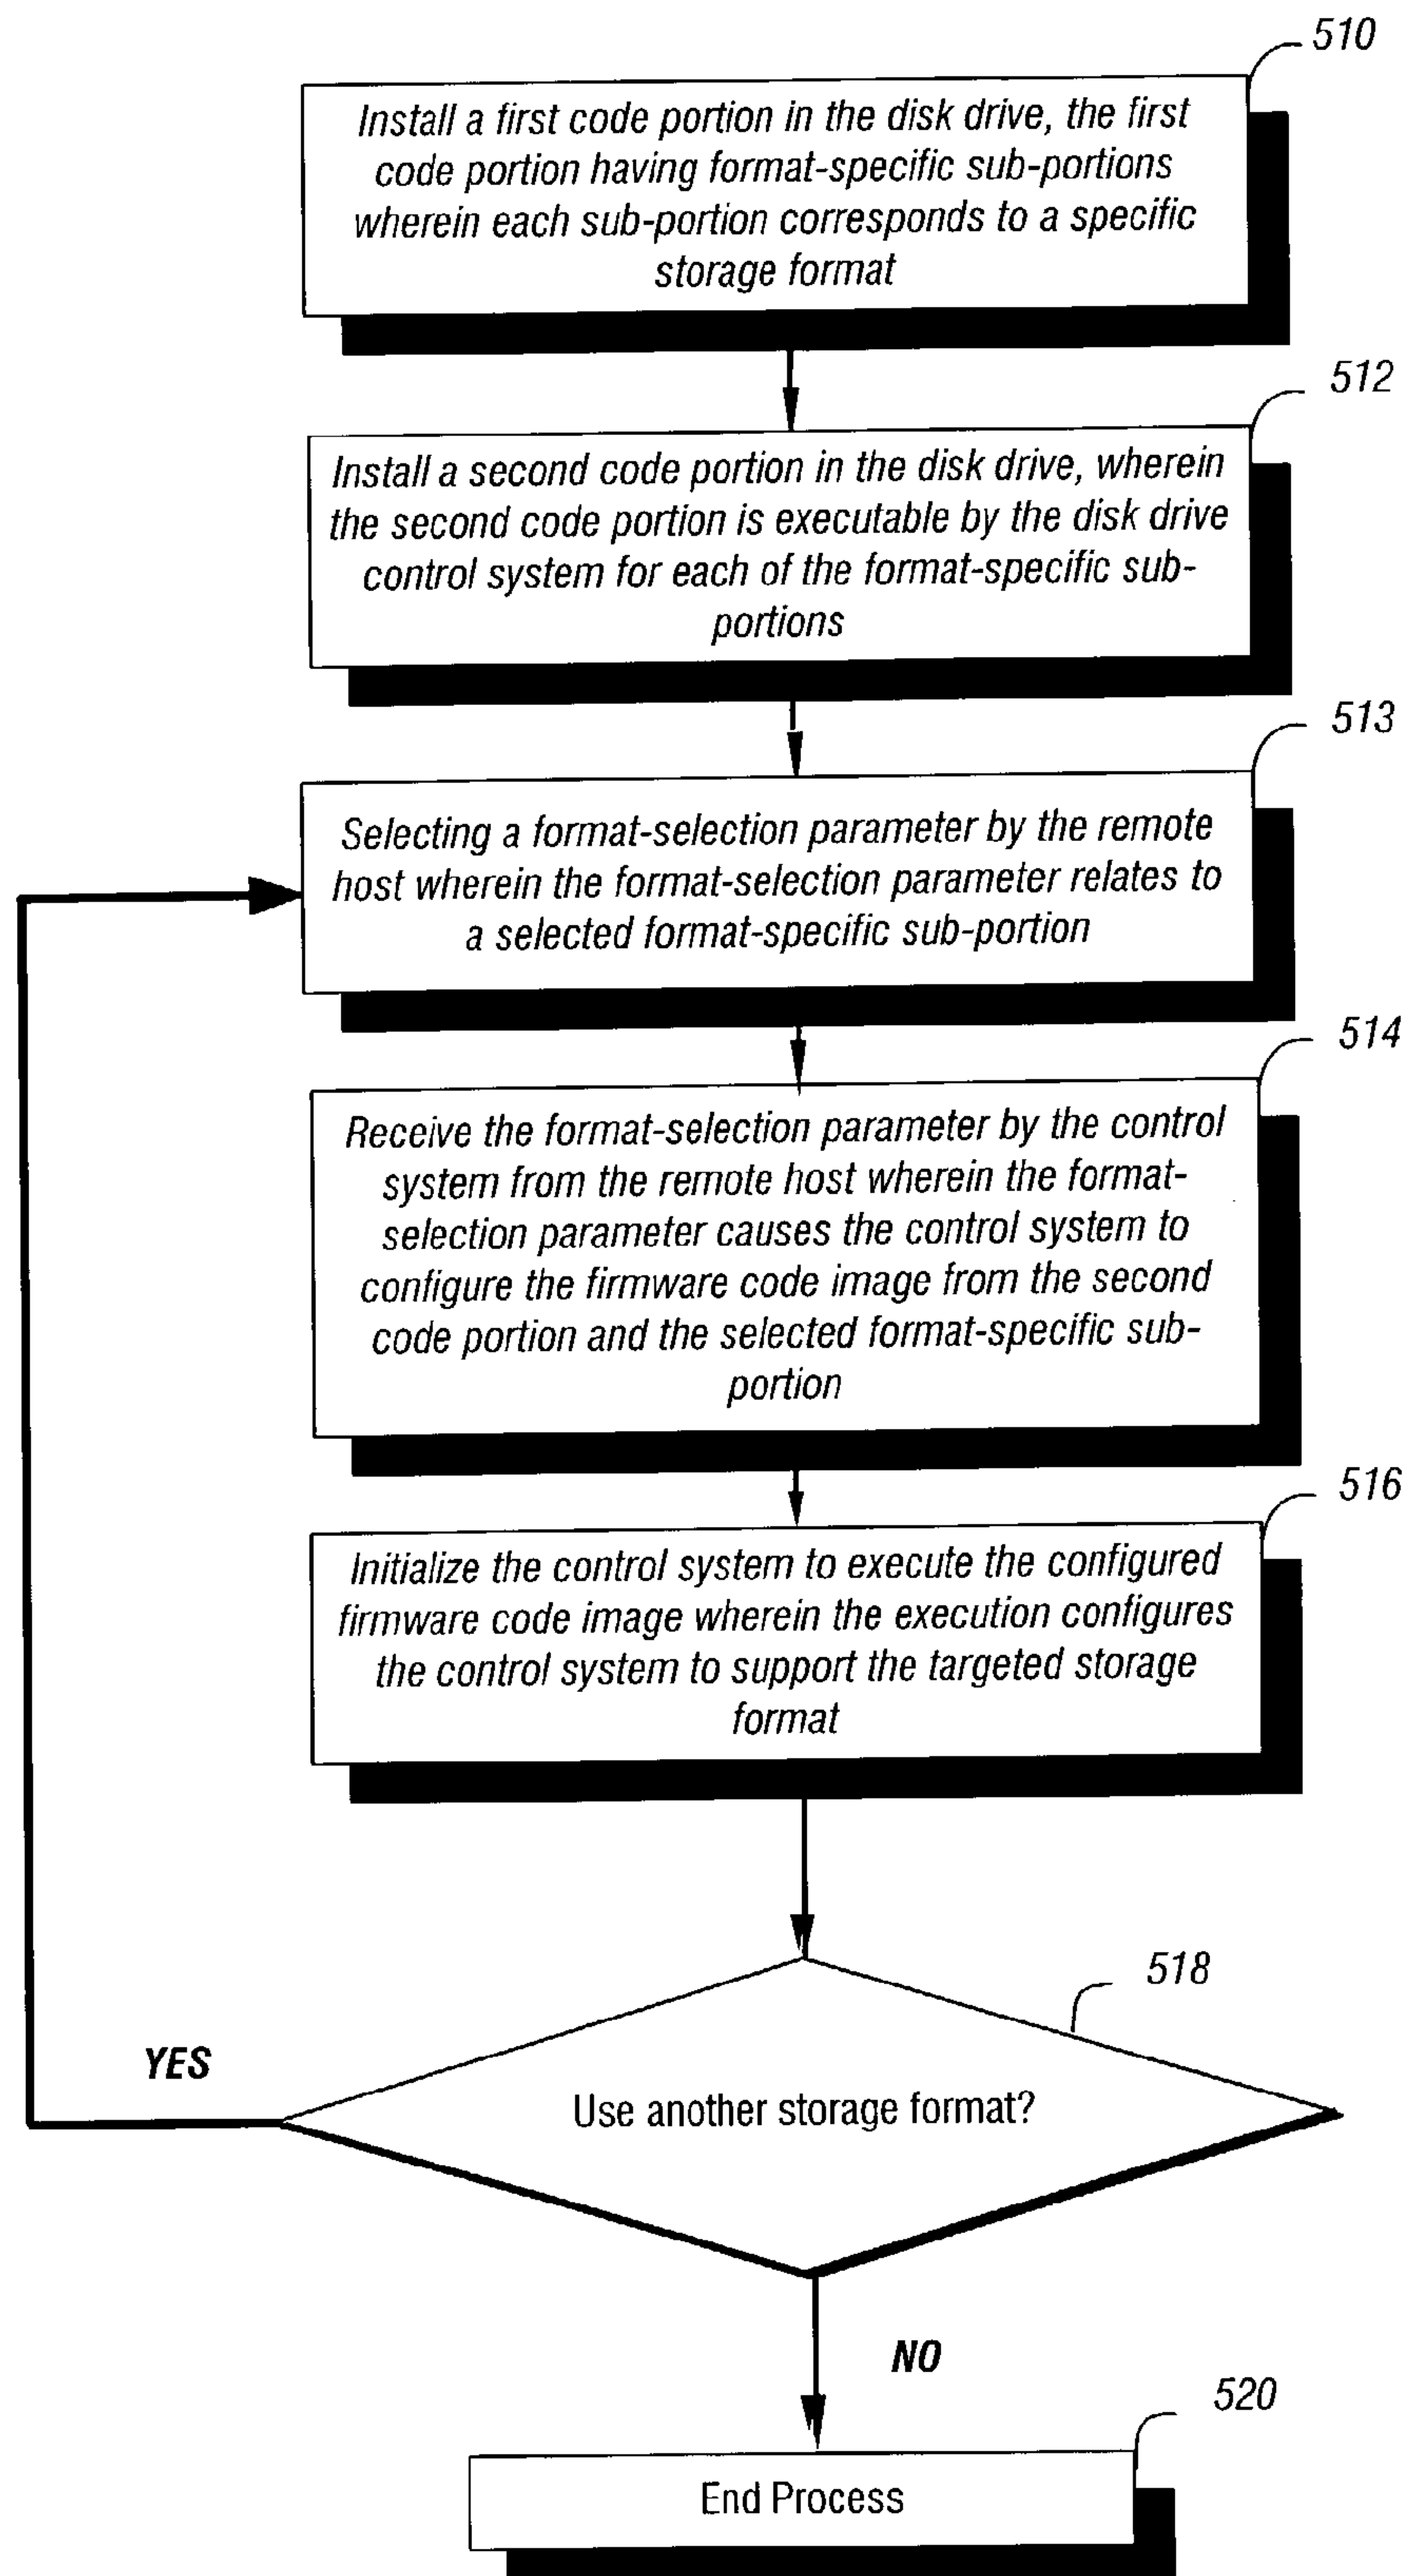 510
Install a first code portion in the disk drive, the first
code portion having format-specific sub-portions
wherein each sub-portion corresponds to a specific
storage format
512
Install a second code portion in the disk drive, wherein
the second code portion is executable by the disk drive
control system for each of the format-specific sub-
portions
513
Selecting a format-selection parameter by the remote
host wherein the format-selection parameter relates to
a selected format-specific sub-portion
514
Receive the format-selection parameter by the control
system from the remote host wherein the format-
selection parameter causes the control system to
configure the firmware code image from the second
code portion and the selected format-specific sub-
portion
516
Initialize the control system to execute the configured
firmware code image wherein the execution configures
the control system to support the targeted storage
format
518
YES
Use another storage format?
NO
520
End Process